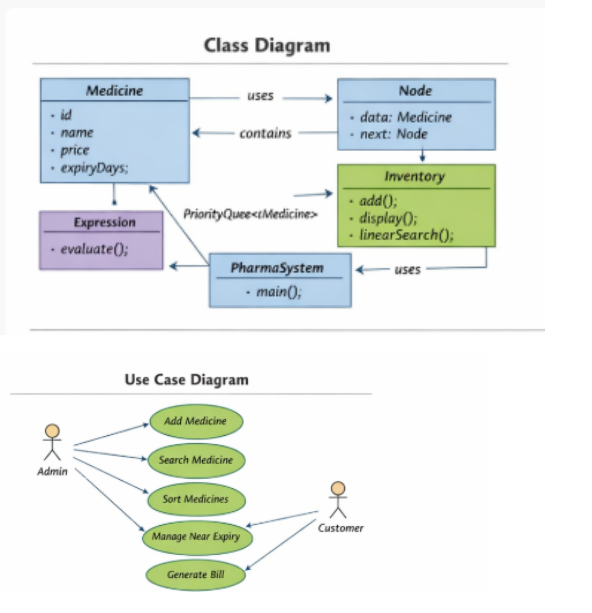 Class Diagram
Medicine
• id
• name
• price
• expiryDays;
uses
contains
Node
• data: Medicine
• next: Node
Inventory
• add();
• display();
• linearSearch();
PriorityQuee<ιMedicine>
Expression
• evaluate();
PharmaSystem
• main();
uses
Use Case Diagram
Admin
Add Medicine
Search Medicine
Sort Medicines
Manage Near Expiry
Generate Bill
Customer